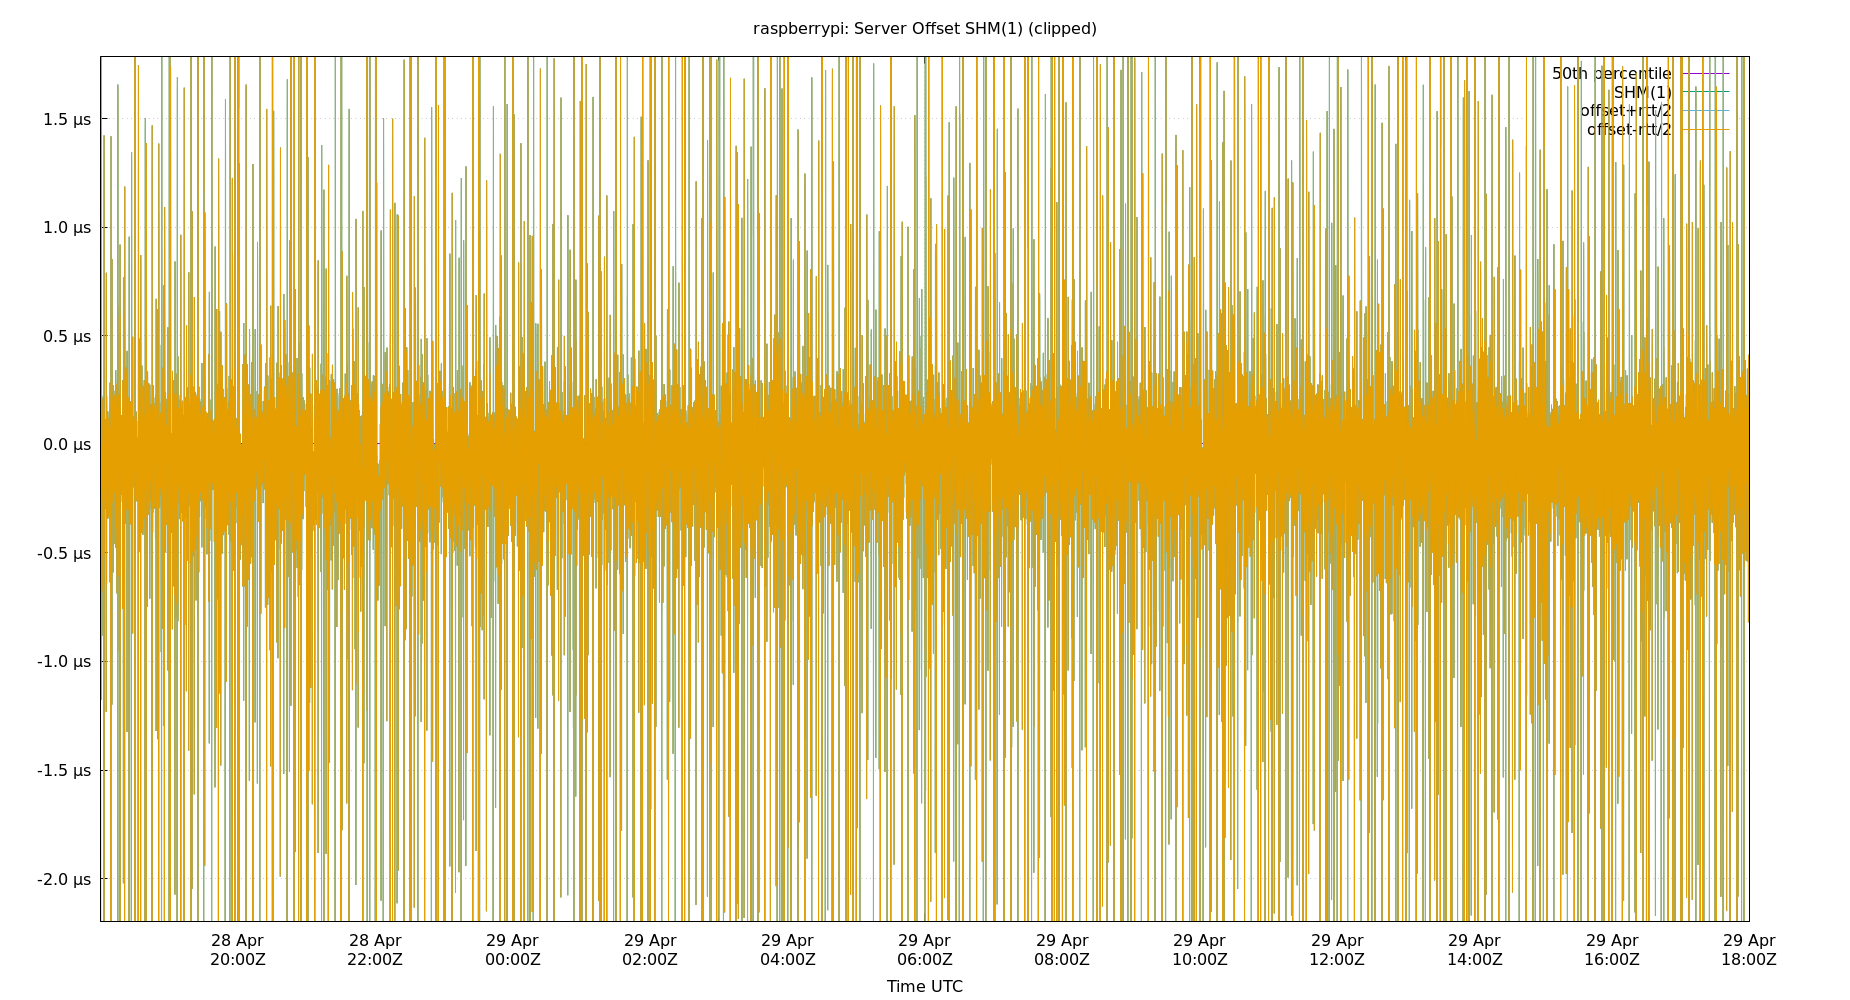 raspberrypi: Server Offset SHM(1) (clipped)
50th percentile
SHM(1)
offset+rtt/2
offset-rtt/2
1.5 µs
1.0 µs
0.5 µs
0.0 µs
-0.5 µs
-1.0 µs
-1.5 µs
-2.0 µs
28 Apr 28 Apr 29 Apr 29 Apr 29 Apr 29 Apr 29 Apr 29 Apr 29 Apr 29 Apr 29 Apr 29 Apr
20:00Z 22:00Z 00:00Z 02:00Z 04:00Z 06:00Z 08:00Z 10:00Z 12:00Z 14:00Z 16:00Z 18:00Z
Time UTC